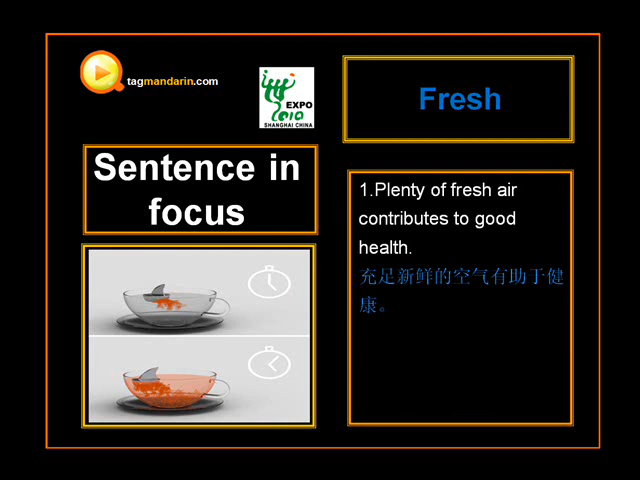 tagmandarin.com
EXPO
2010
SHANGHAI CHINA
Fresh
Sentence in
focus
1.Plenty of fresh air
contributes to good
health.
充足新鲜的空气有助于健
康。